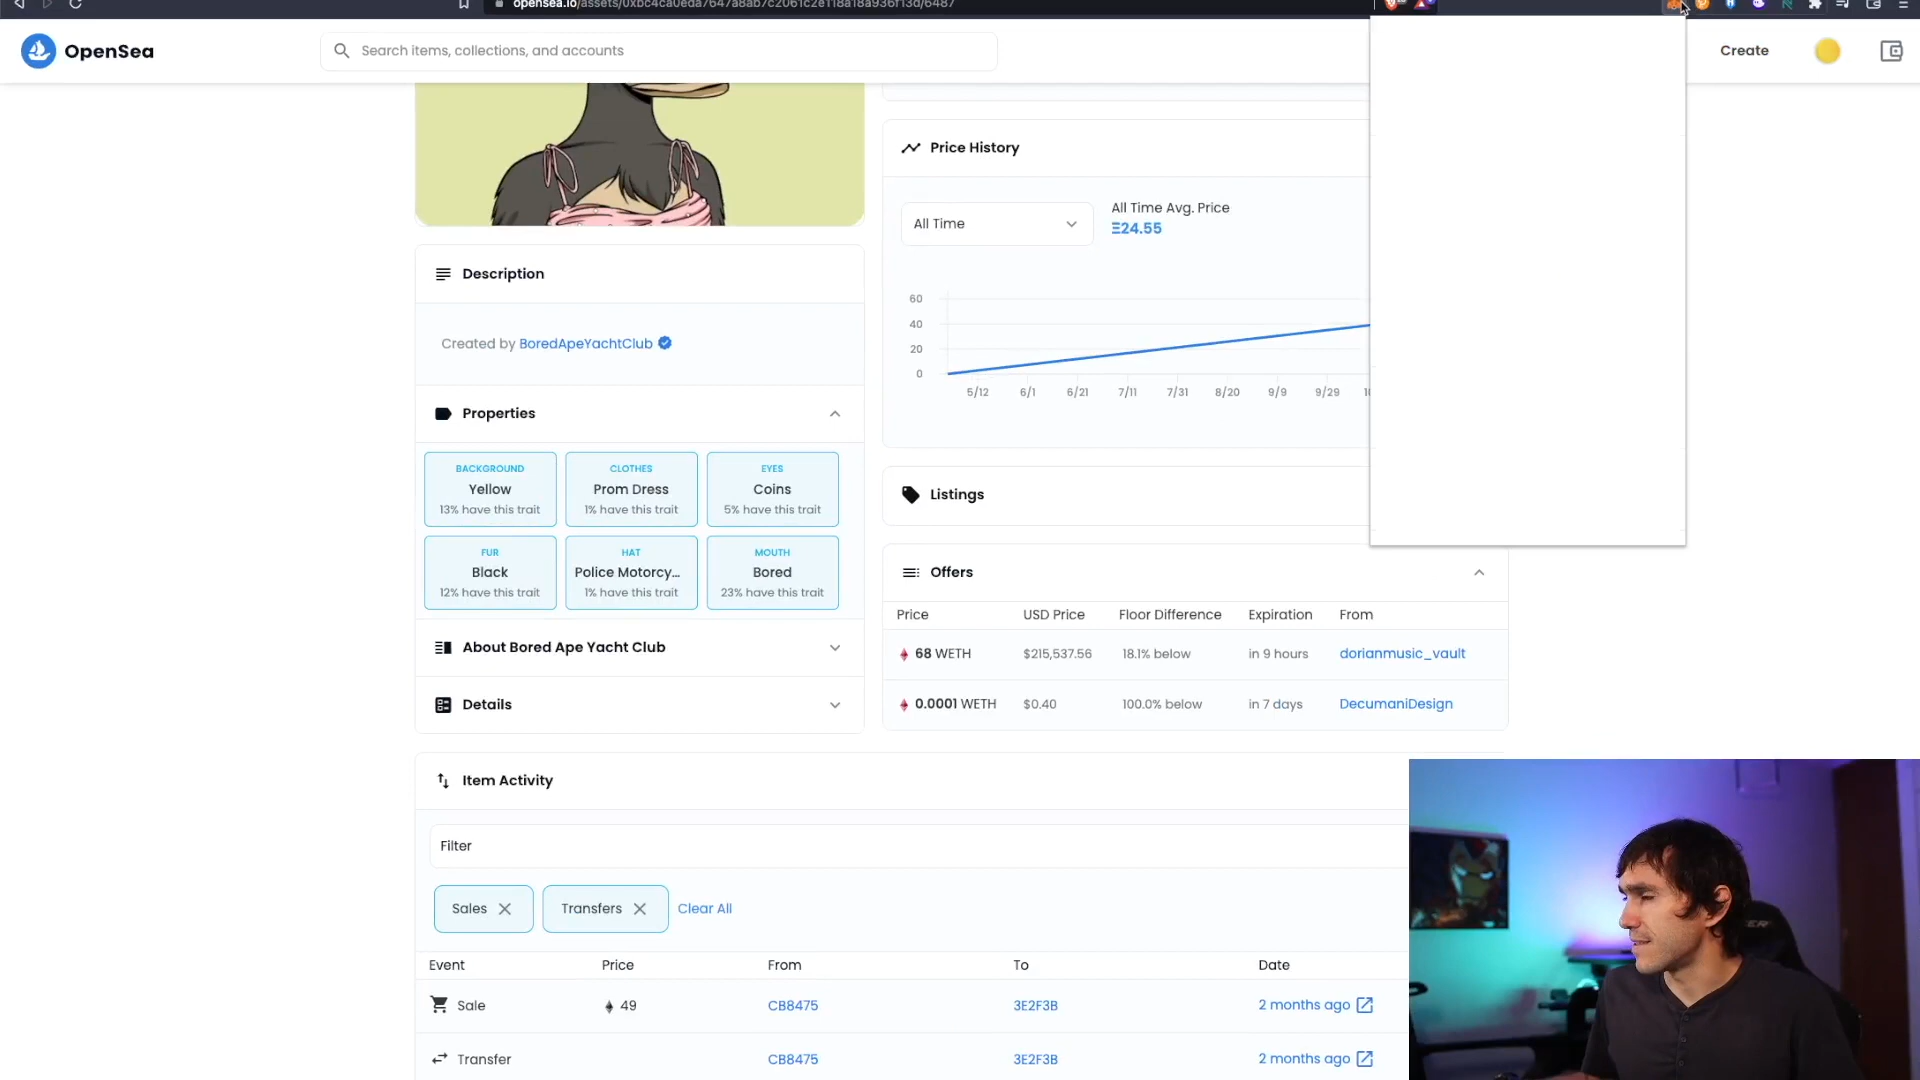 opensea.io/assets/0xbc4ca0eda7647a8ab7c2061c2e118a18a936f13d/6487
OpenSea
Search items, collections, and accounts
Create
Price History
All Time
All Time Avg. Price
Ξ24.55
60
40
20
0
5/12 6/1 6/21 7/11 7/31 8/20 9/9 9/29
Description
Created by BoredApeYachtClub
Properties
BACKGROUND
Yellow
13% have this trait
CLOTHES
Prom Dress
1% have this trait
EYES
Coins
5% have this trait
FUR
Black
12% have this trait
HAT
Police Motorcy...
1% have this trait
MOUTH
Bored
23% have this trait
About Bored Ape Yacht Club
Details
Listings
Offers
Price USD Price Floor Difference Expiration From
68 WETH $215,537.56 18.1% below in 9 hours dorianmusic_vault
0.0001 WETH $0.40 100.0% below in 7 days DecumaniDesign
Item Activity
Filter
Sales Transfers Clear All
Event Price From To Date
Sale 49 CB8475 3E2F3B 2 months ago
Transfer CB8475 3E2F3B 2 months ago